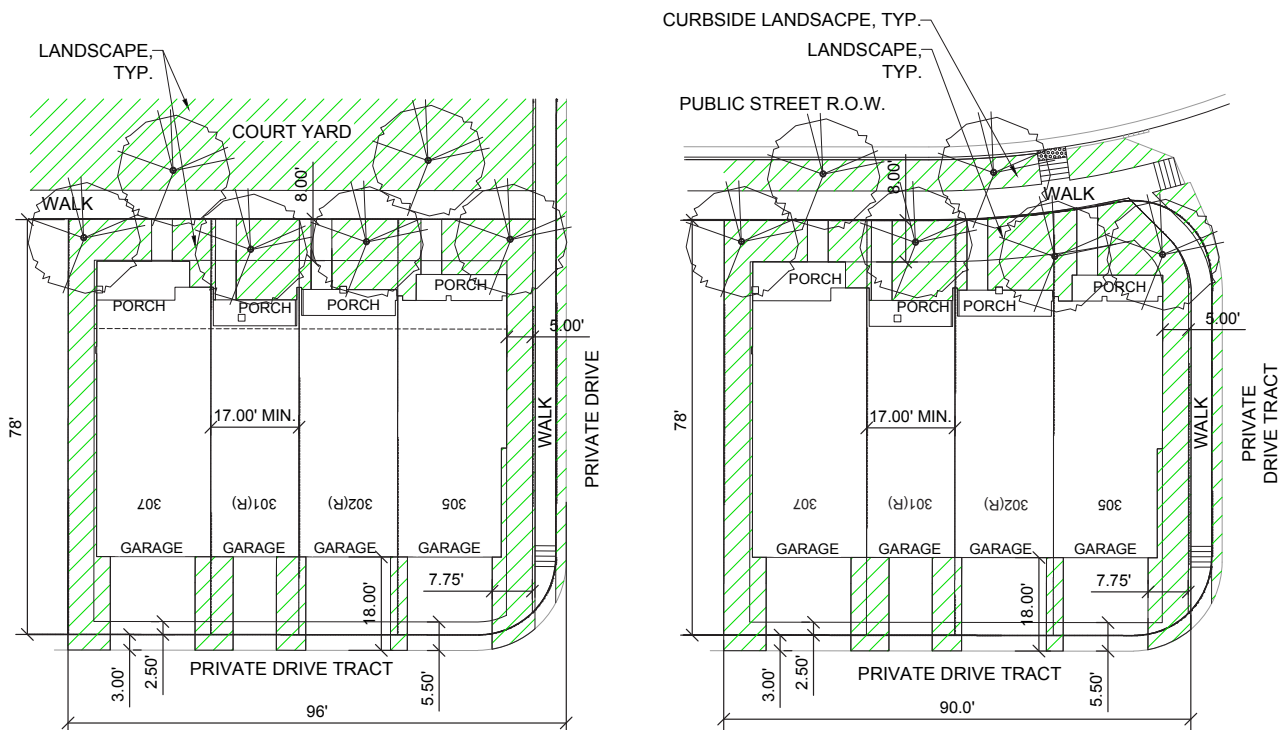 LANDSCAPE,
TYP.
COURT YARD
8.00'
WALK
PORCH
PORCH
PORCH
PORCH
5.00'
PRIVATE DRIVE
WALK
17.00' MIN.
78'
307
301(R)
302(R)
305
GARAGE
GARAGE
GARAGE
GARAGE
7.75'
18.00'
PRIVATE DRIVE TRACT
3.00'
2.50'
5.50'
96'
CURBSIDE LANDSACPE, TYP.
LANDSCAPE,
TYP.
PUBLIC STREET R.O.W.
8.00'
WALK
PORCH
PORCH
PORCH
PORCH
5.00'
PRIVATE
DRIVE TRACT
WALK
17.00' MIN.
78'
307
301(R)
302(R)
305
GARAGE
GARAGE
GARAGE
GARAGE
7.75'
18.00'
PRIVATE DRIVE TRACT
3.00'
2.50'
5.50'
90.0'